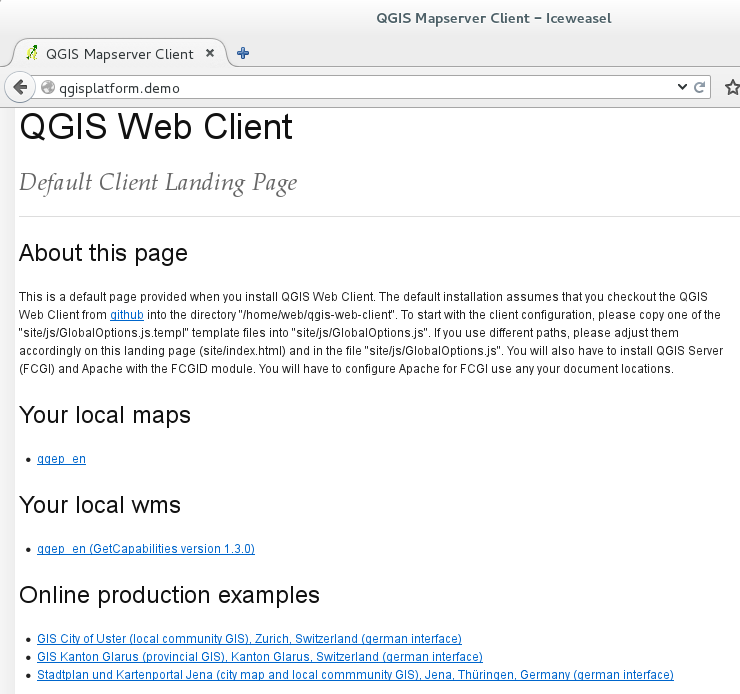 QGIS Mapserver Client - Iceweasel
QGIS Mapserver Client
qgisplatform.demo
QGIS Web Client
Default Client Landing Page
About this page
This is a default page provided when you install QGIS Web Client. The default installation assumes that you checkout the QGIS
Web Client from github into the directory "/home/web/qgis-web-client". To start with the client configuration, please copy one of the
"site/js/GlobalOptions.js.templ" template files into "site/js/GlobalOptions.js". If you use different paths, please adjust them
accordingly on this landing page (site/index.html) and in the file "site/js/GlobalOptions.js". You will also have to install QGIS Server
(FCGI) and Apache with the FCGID module. You will have to configure Apache for FCGI use any your document locations.
Your local maps
• qgep_en
Your local wms
• qgep_en (GetCapabilities version 1.3.0)
Online production examples
• GIS City of Uster (local community GIS), Zurich, Switzerland (german interface)
• GIS Kanton Glarus (provincial GIS), Kanton Glarus, Switzerland (german interface)
• Stadtplan und Kartenportal Jena (city map and local commmunity GIS), Jena, Thüringen, Germany (german interface)